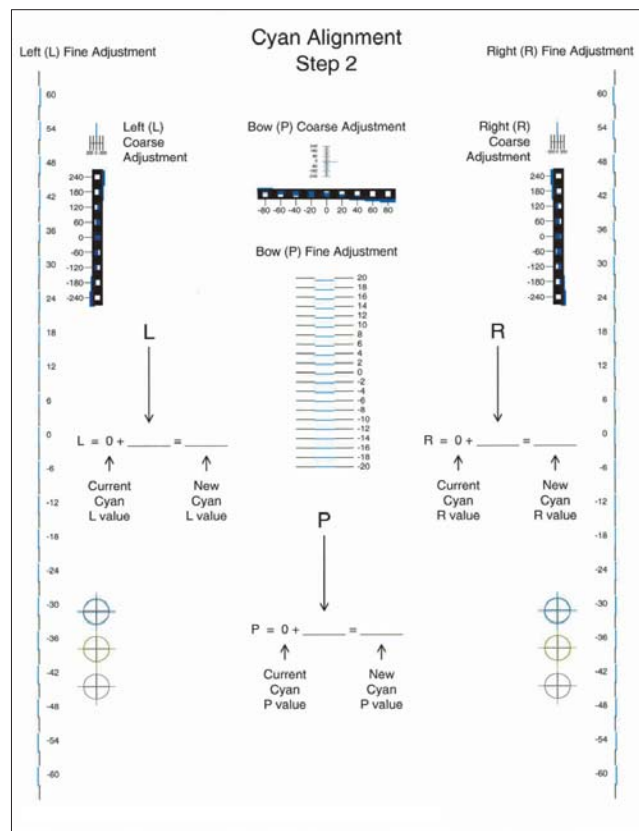 Cyan Alignment
Step 2
Left (L) Fine Adjustment
60
54
48
42
36
30
24
18
12
6
0
-6
-12
-18
-24
-30
-36
-42
-48
-54
-60
Left (L)
Coarse
Adjustment
240
180
120
60
0
-60
-120
-180
-240
L
L = 0 + ______ = ______
Current
Cyan
L value
New
Cyan
L value
Bow (P) Coarse Adjustment
-80 -60 -40 -20 0 20 40 60 80
Bow (P) Fine Adjustment
20
18
16
14
12
10
8
6
4
2
0
-2
-4
-6
-8
-10
-12
-14
-16
-18
-20
P
P = 0 + ______ = ______
Current
Cyan
P value
New
Cyan
P value
Right (R) Fine Adjustment
Right (R)
Coarse
Adjustment
240
180
120
60
0
-60
-120
-180
-240
R
R = 0 + ______ = ______
Current
Cyan
R value
New
Cyan
R value
60
54
48
42
36
30
24
18
12
6
0
-6
-12
-18
-24
-30
-36
-42
-48
-54
-60